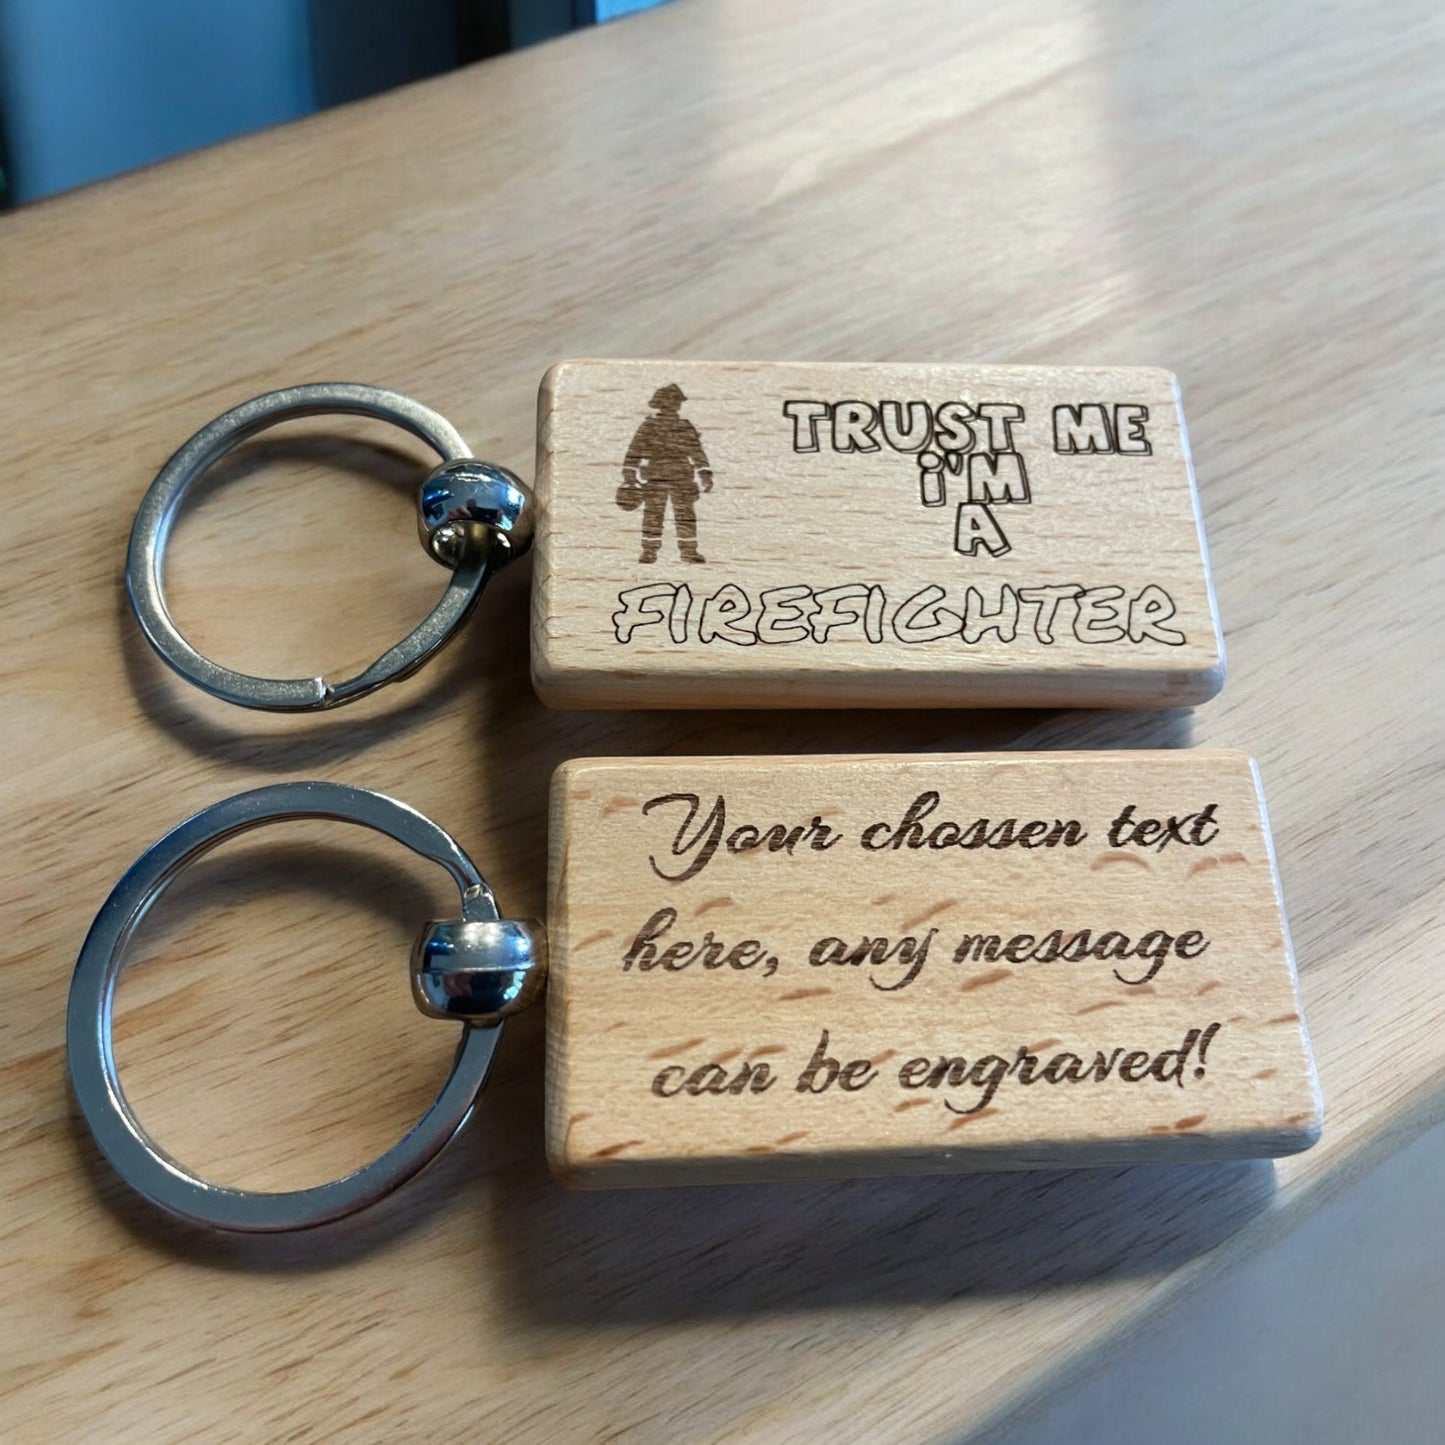 TRUST ME
i'M
A
FIREFIGHTER
Your chossen text
here, any message
can be engraved!